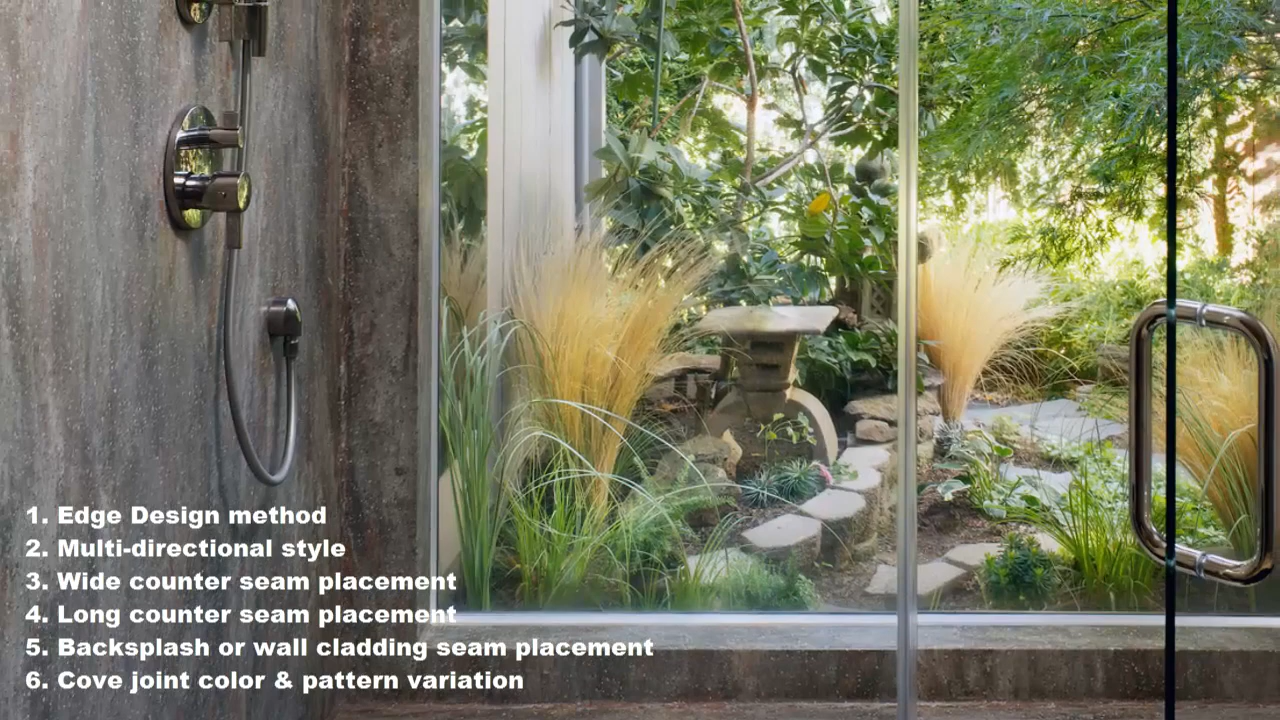 1. Edge Design method
2. Multi-directional style
3. Wide counter seam placement
4. Long counter seam placement
5. Backsplash or wall cladding seam placement
6. Cove joint color & pattern variation